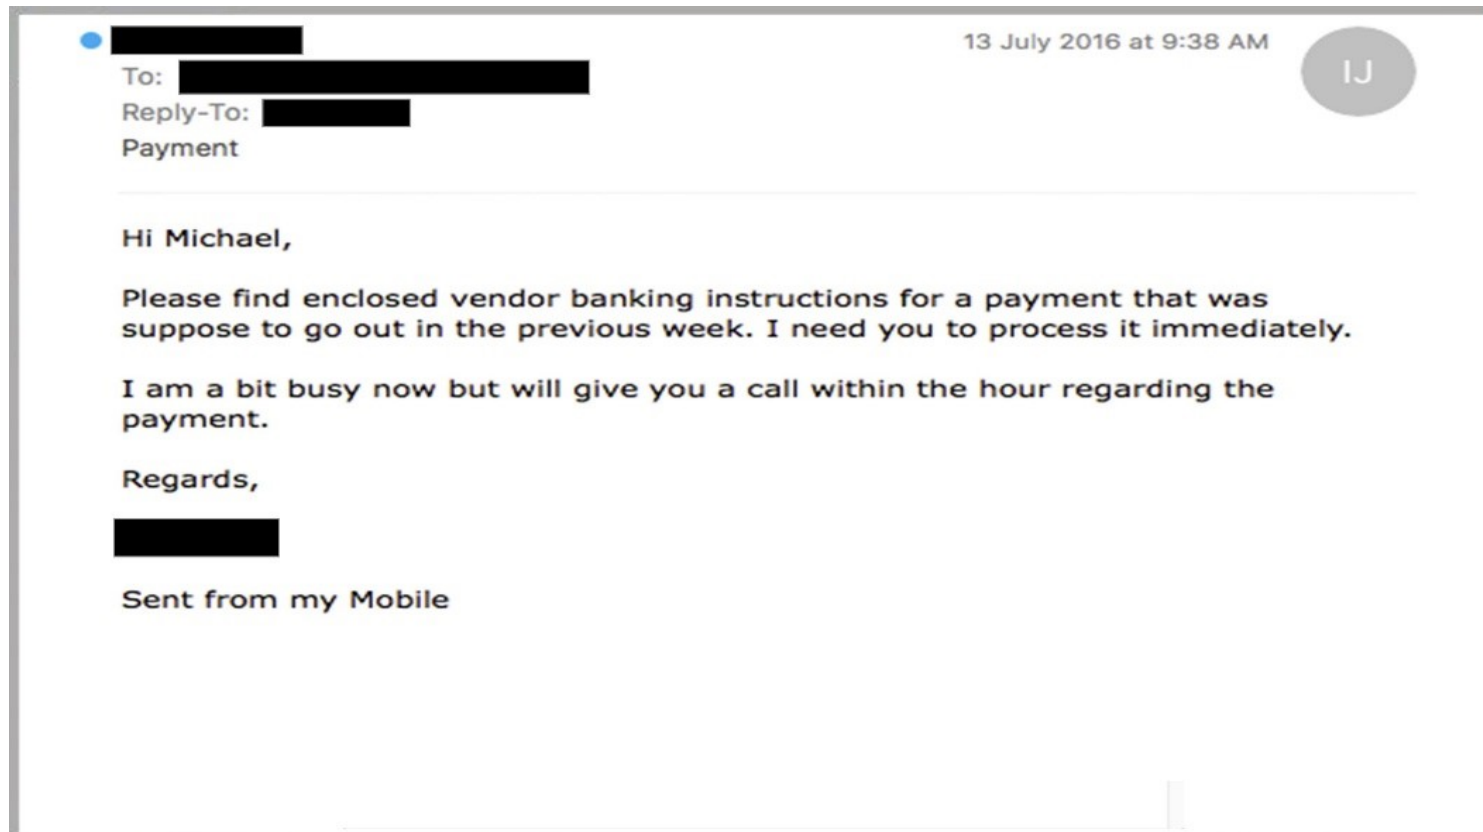 13 July 2016 at 9:38 AM
IJ
To:
Reply-To:
Payment
Hi Michael,
Please find enclosed vendor banking instructions for a payment that was
suppose to go out in the previous week. I need you to process it immediately.
I am a bit busy now but will give you a call within the hour regarding the
payment.
Regards,
Sent from my Mobile